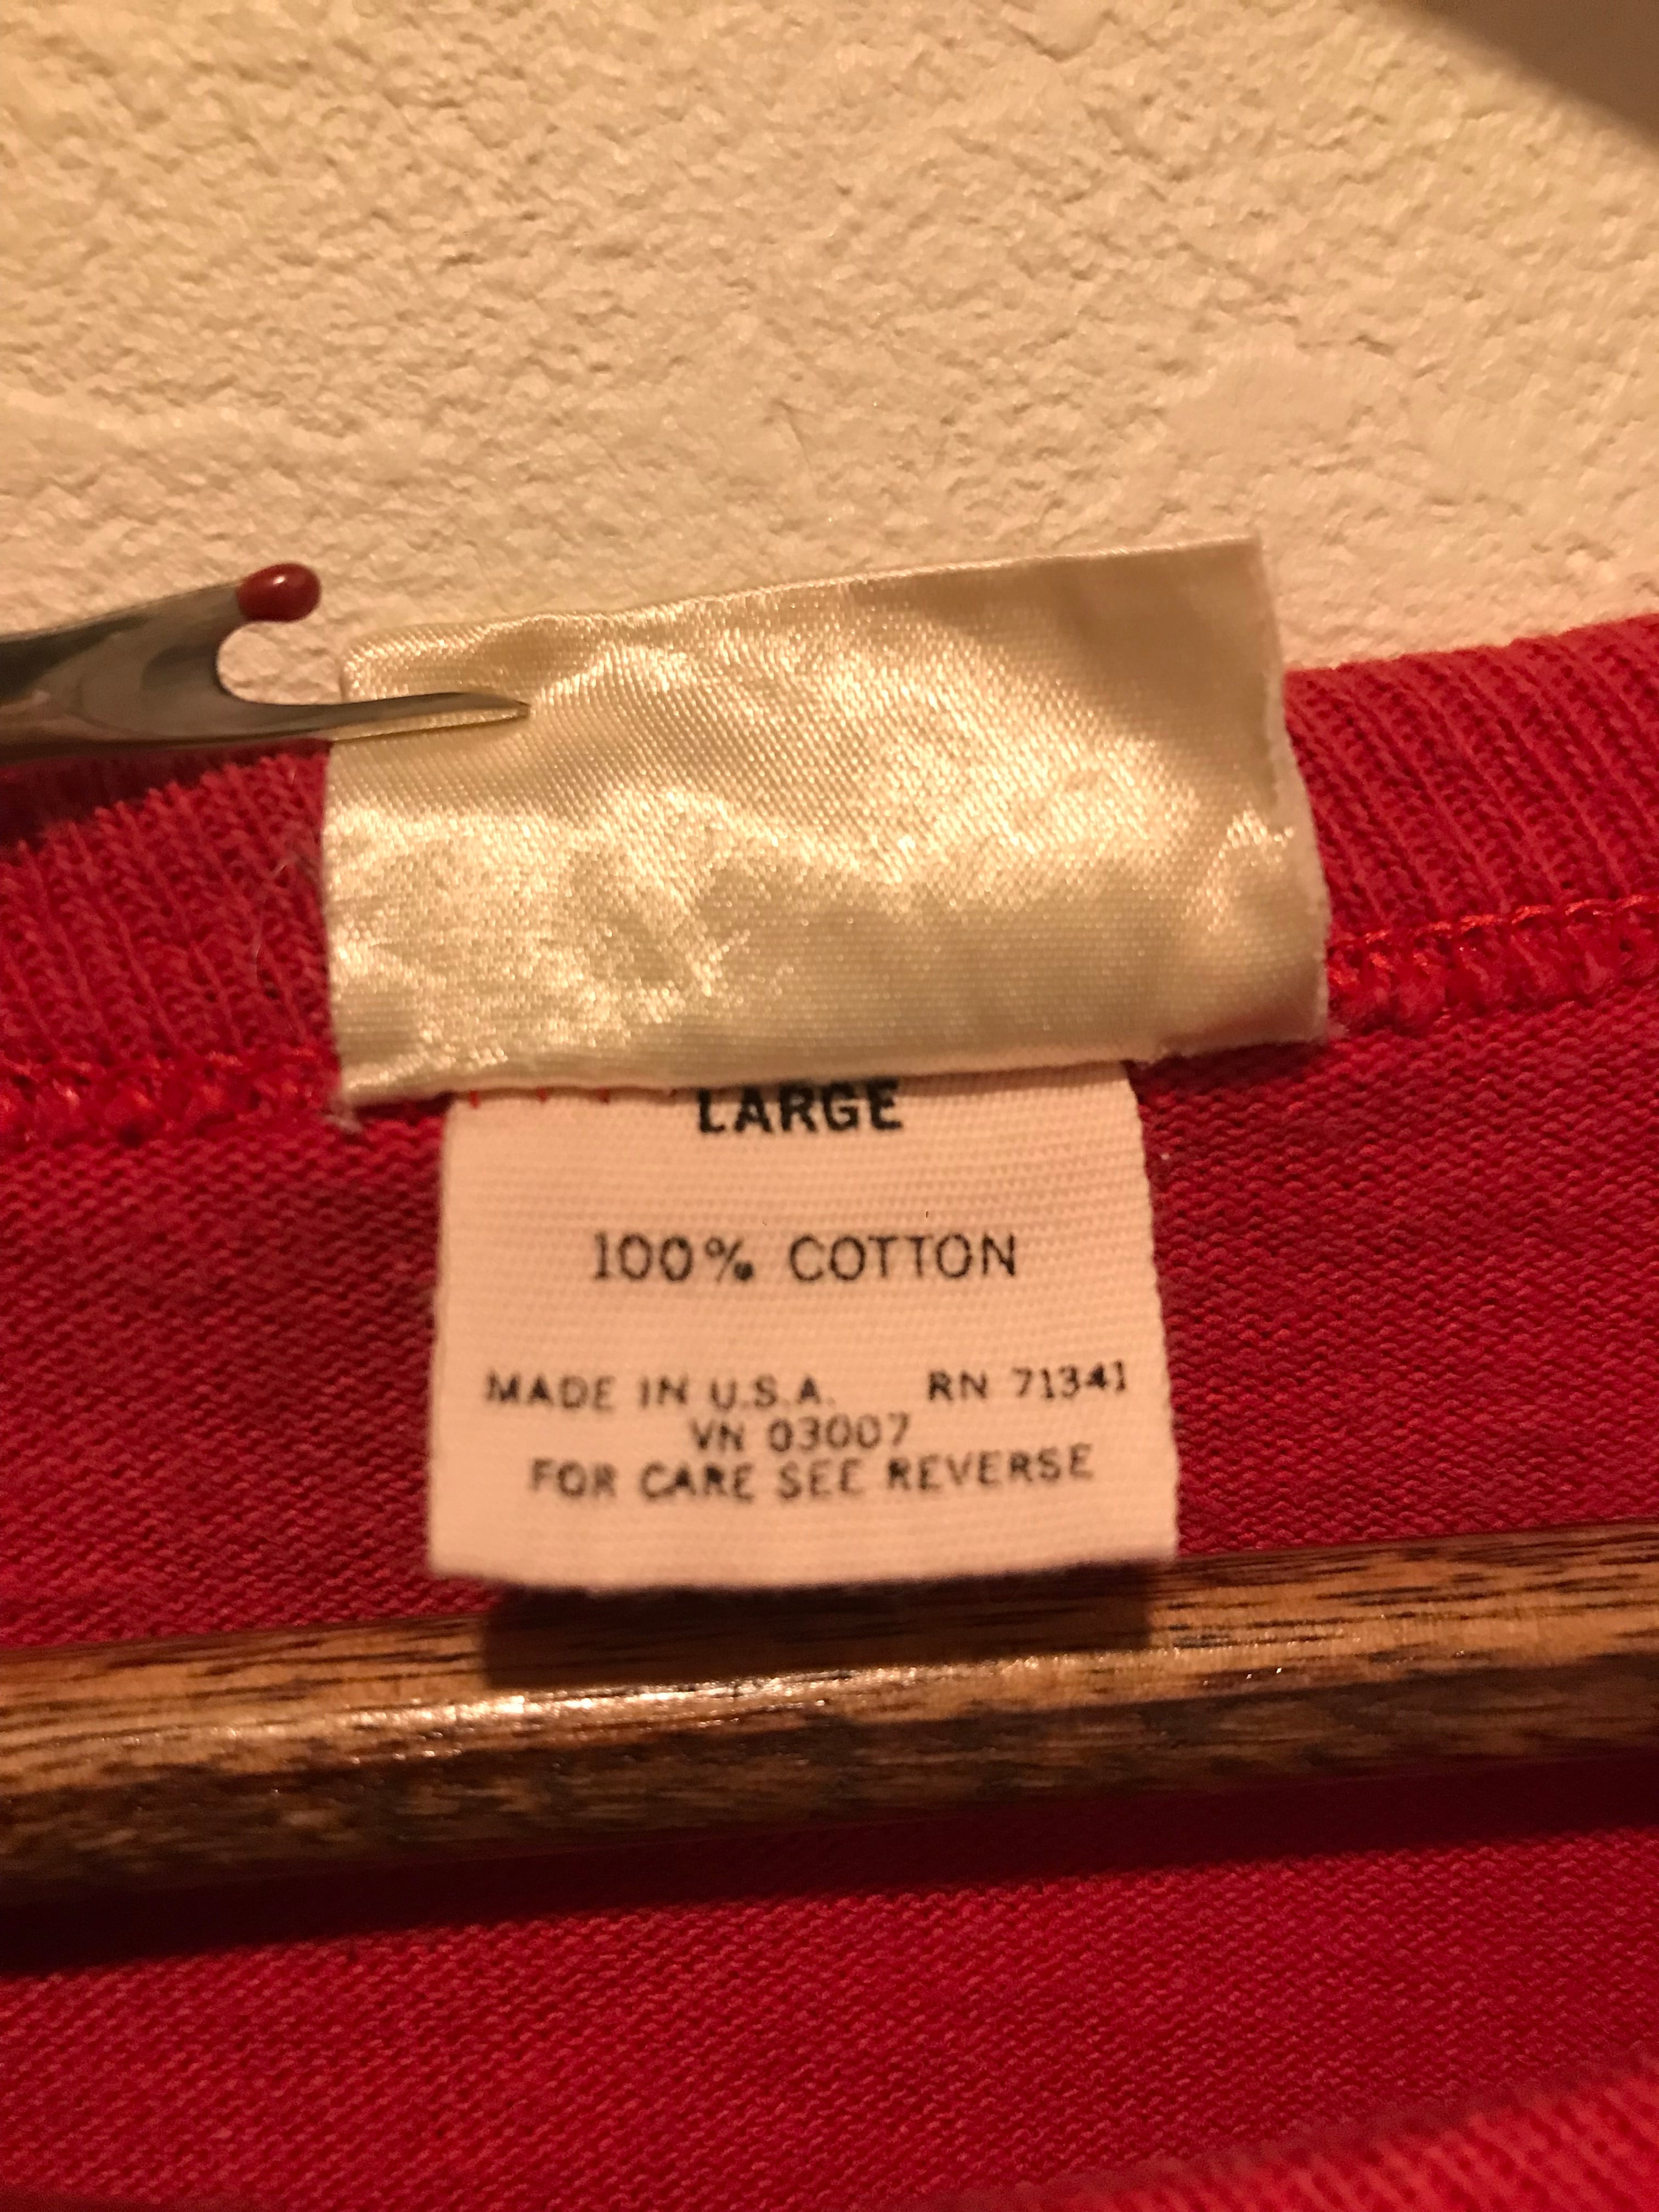 LARGE
100% COTTON
MADE IN U.S.A. RN 71341
VN 03007
FOR CARE SEE REVERSE